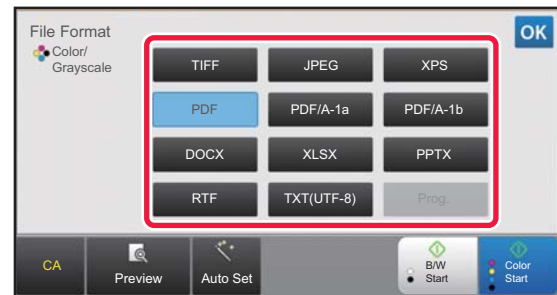 File Format
OK
Color/
Grayscale
TIFF
JPEG
XPS
PDF
PDF/A-1a
PDF/A-1b
DOCX
XLSX
PPTX
RTF
TXT(UTF-8)
Prog.
CA
Preview
Auto Set
B/W
Start
Color
Start